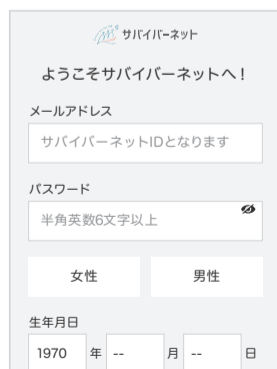 サバイバーネット
ようこそサバイバーネットへ！
メールアドレス
サバイバーネットIDとなります
パスワード
半角英数6文字以上
女性 男性
生年月日
1970 年 -- 月 -- 日